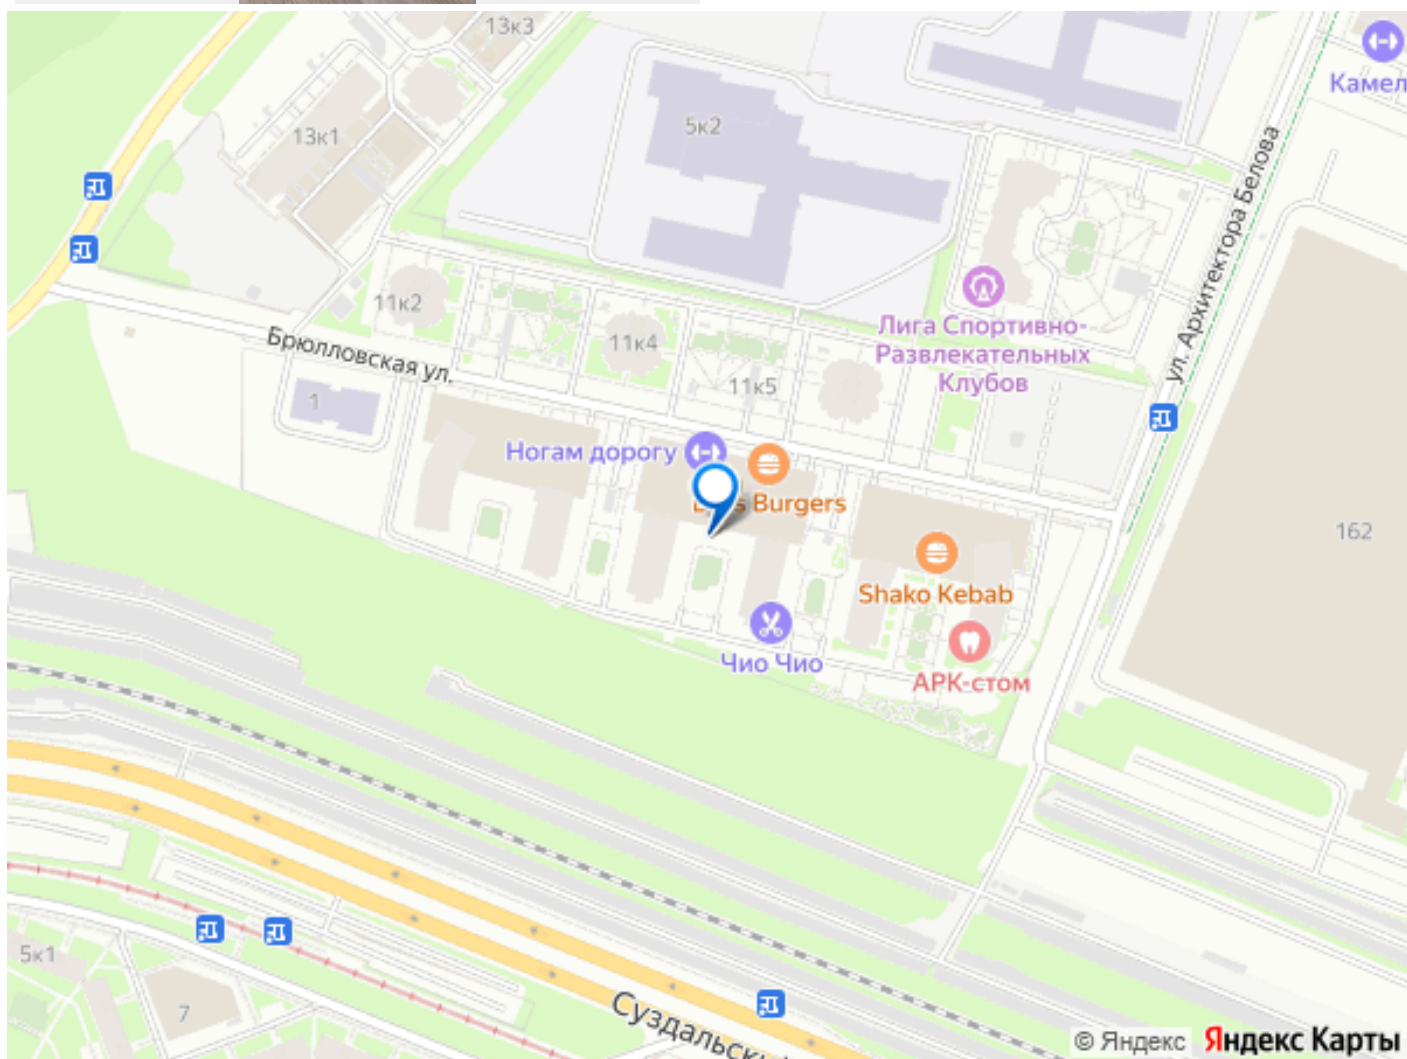 13к3
Камел
5к2
13к1
ул. Архитектора Белова
11к2
Лига Спортивно-
Развлекательных
Клубов
11к4
Брюлловская ул.
11к5
1
Ногам дорогу
Burgers
162
Shako Kebab
Чио Чио
АРК-стом
5к1
7
Суздальски
© Яндекс Яндекс Карты